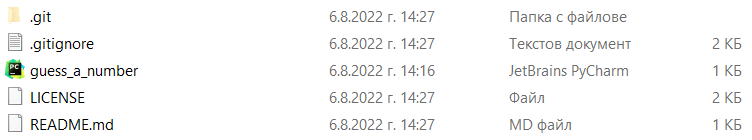 .git 6.8.2022 г. 14:27 Папка с файлове
.gitignore 6.8.2022 г. 14:27 Текстов документ 2 КБ
PC guess_a_number 6.8.2022 г. 14:16 JetBrains PyCharm 1 КБ
LICENSE 6.8.2022 г. 14:27 Файл 2 КБ
README.md 6.8.2022 г. 14:27 MD файл 1 КБ